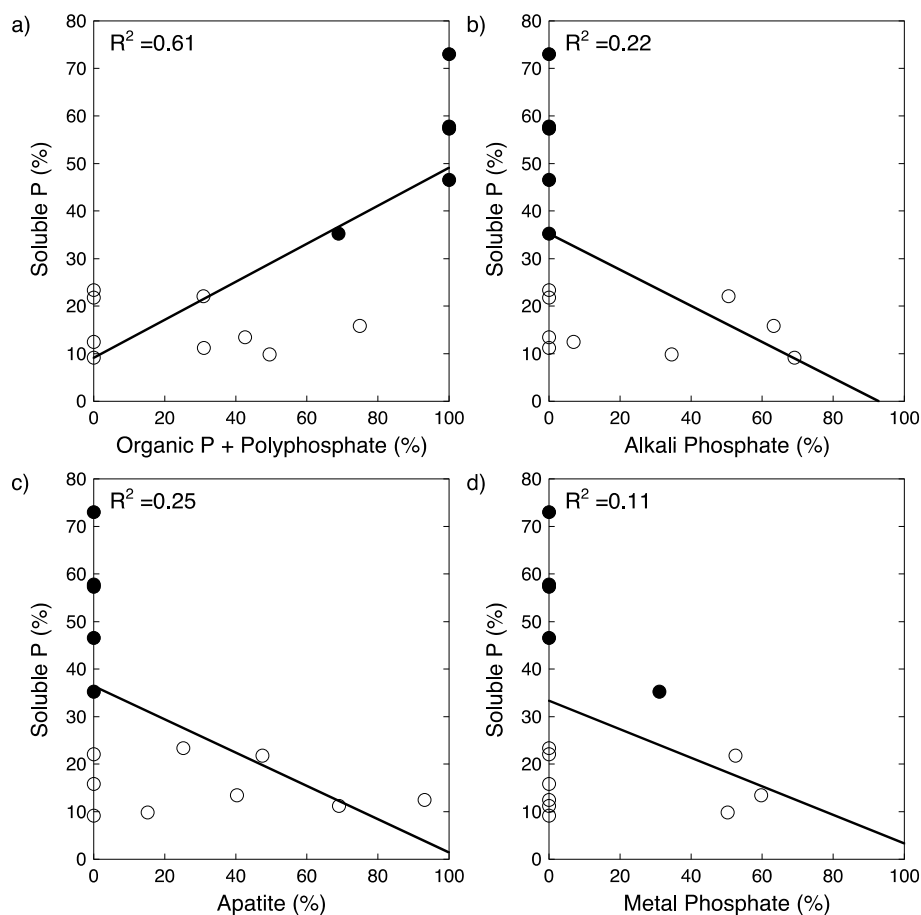 a)
R² =0.61
Soluble P (%)
80
70
60
50
40
30
20
10
0
0 20 40 60 80 100
Organic P + Polyphosphate (%)
b)
R² =0.22
Soluble P (%)
80
70
60
50
40
30
20
10
0
0 20 40 60 80 100
Alkali Phosphate (%)
c)
R² =0.25
Soluble P (%)
80
70
60
50
40
30
20
10
0
0 20 40 60 80 100
Apatite (%)
d)
R² =0.11
Soluble P (%)
80
70
60
50
40
30
20
10
0
0 20 40 60 80 100
Metal Phosphate (%)